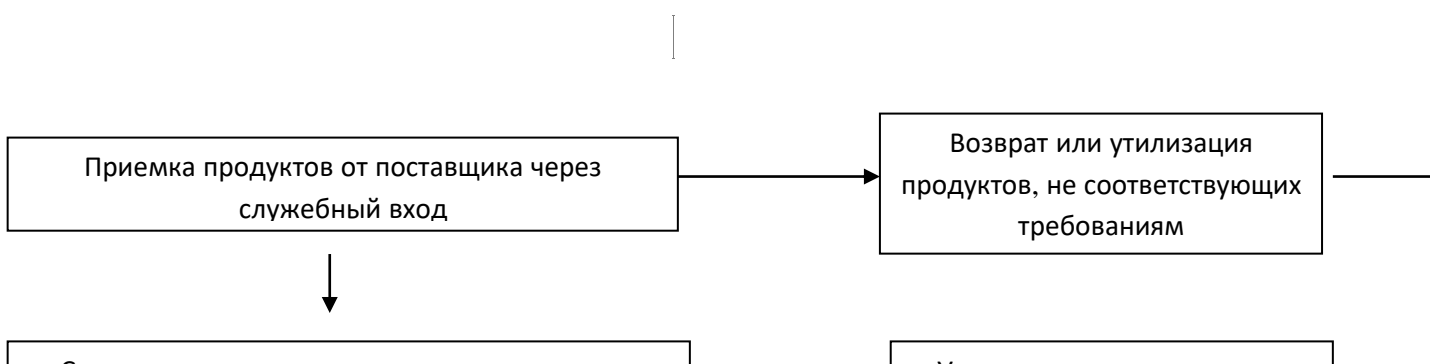 Приемка продуктов от поставщика через
служебный вход
Возврат или утилизация
продуктов, не соответствующих
требованиям